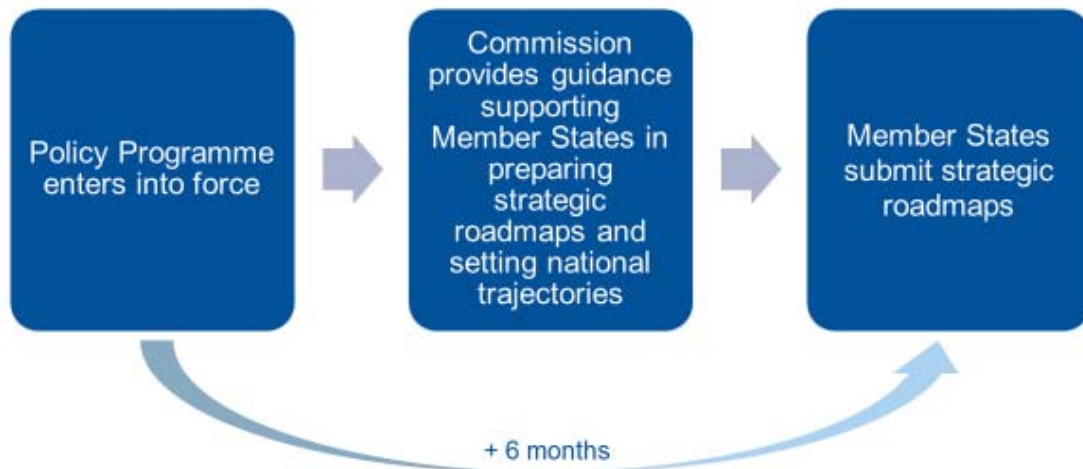 Policy Programme
enters into force
Commission
provides guidance
supporting
Member States in
preparing
strategic
roadmaps and
setting national
trajectories
Member States
submit strategic
roadmaps
+ 6 months